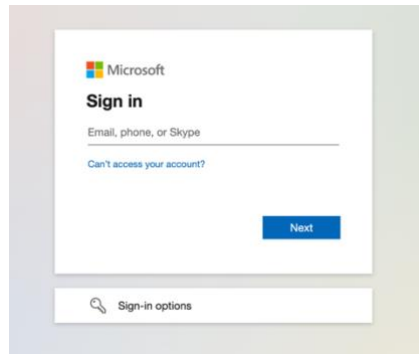 Microsoft
Sign in
Email, phone, or Skype
Can't access your account?
Next
Sign-in options